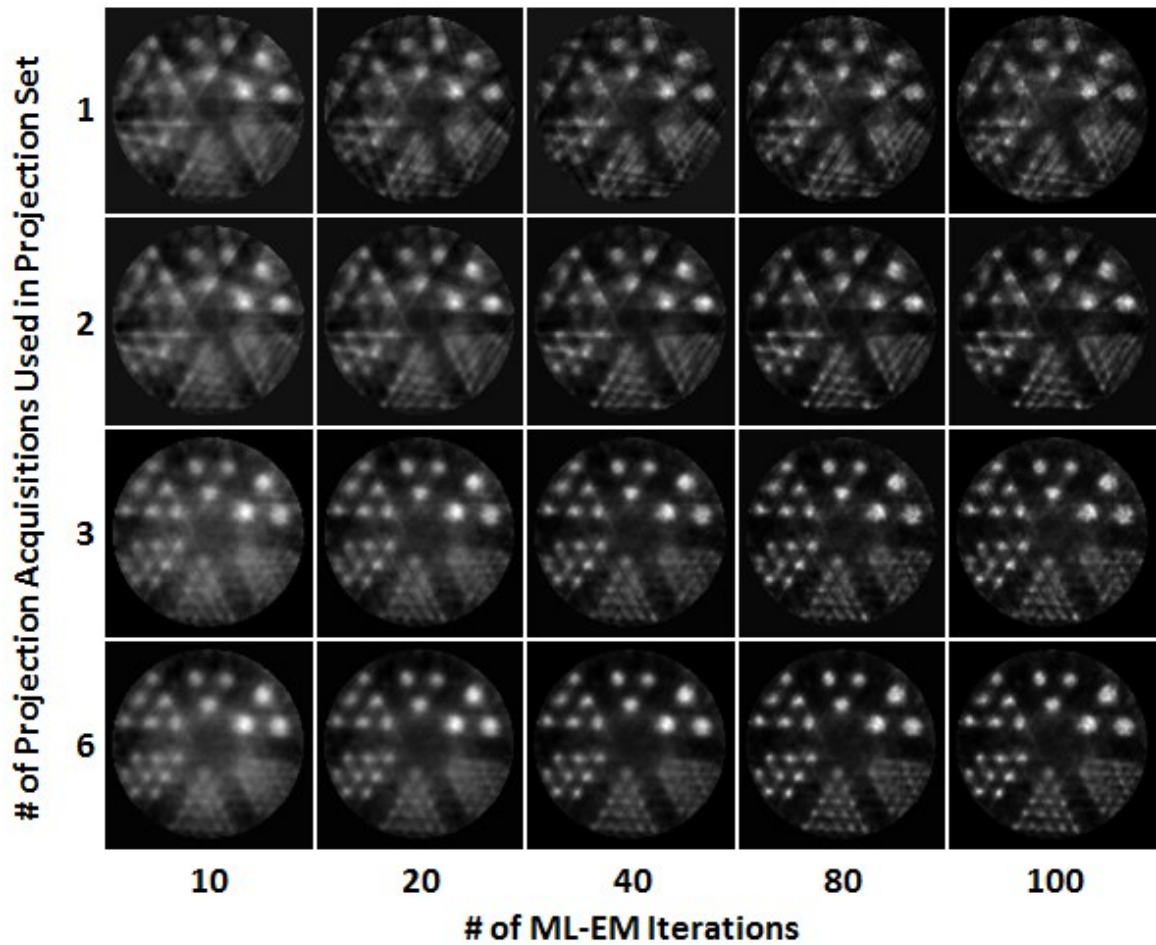 # of Projection Acquisitions Used in Projection Set
1
2
3
6
10 20 40 80 100
# of ML-EM Iterations